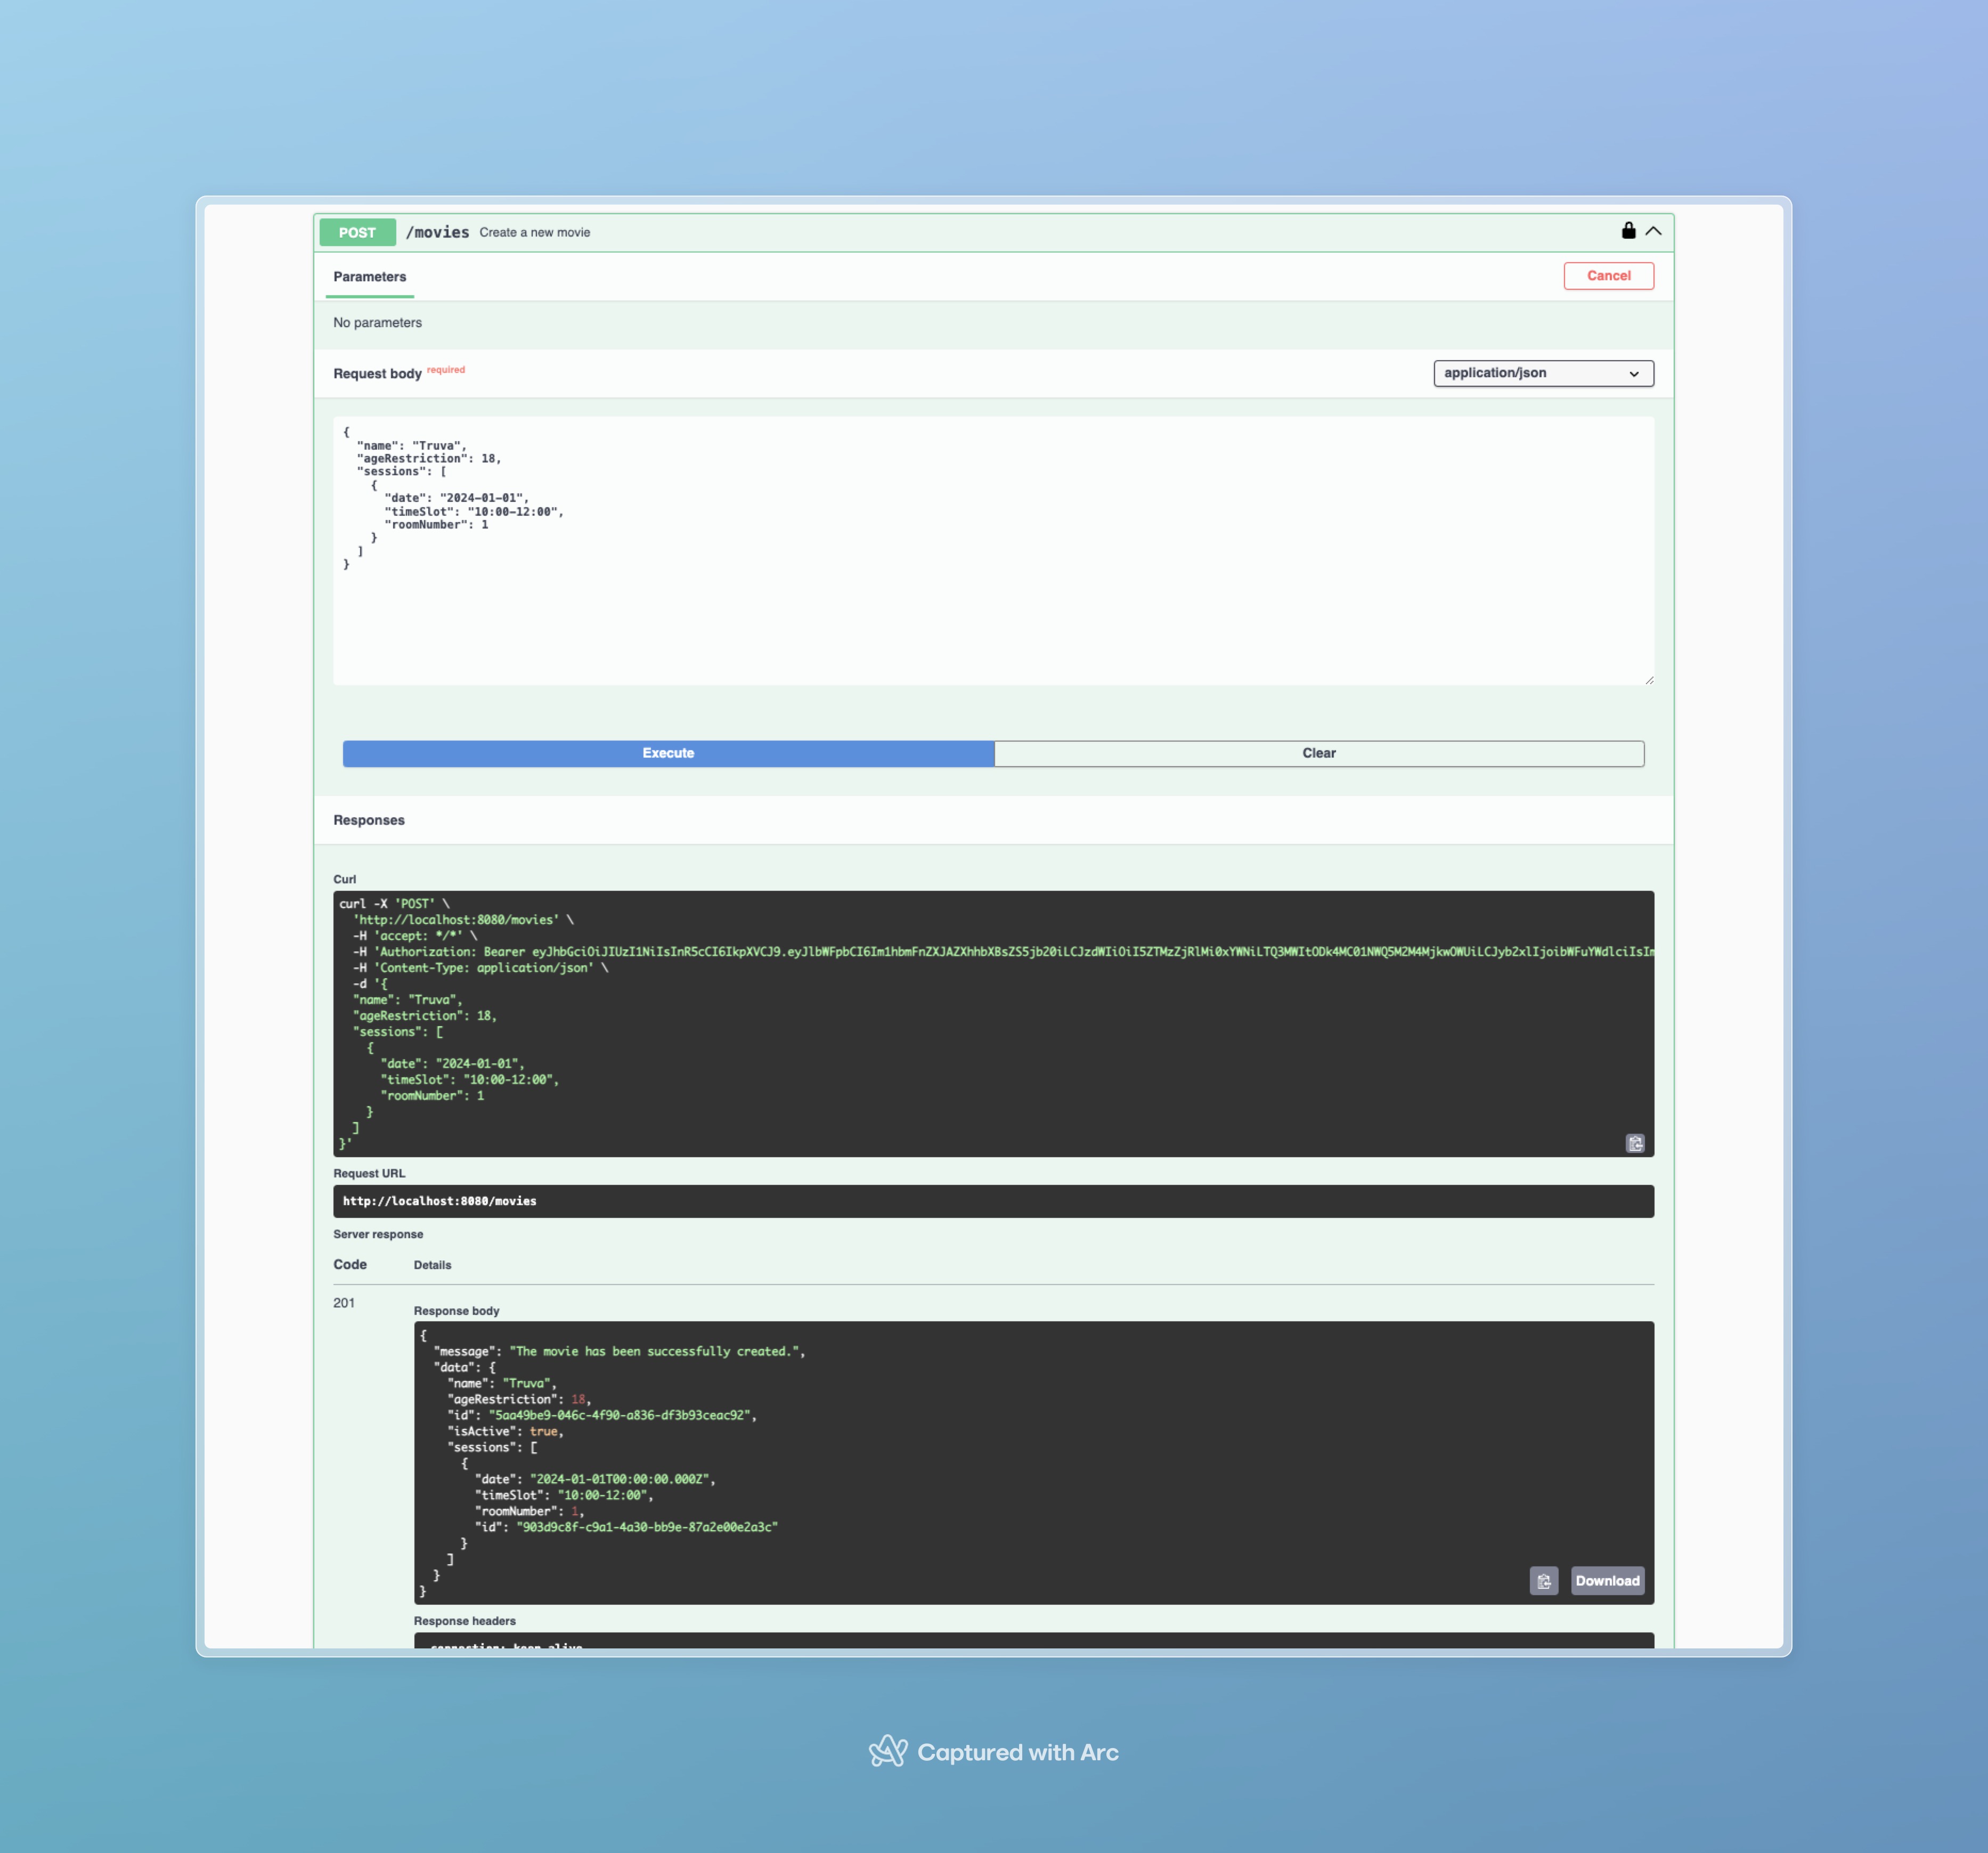 POST /movies Create a new movie
Parameters
Cancel
No parameters
Request body required
application/json
{
  "name": "Truva",
  "ageRestriction": 18,
  "sessions": [
    {
      "date": "2024-01-01",
      "timeSlot": "10:00-12:00",
      "roomNumber": 1
    }
  ]
}
Execute
Clear
Responses
Curl
curl -X 'POST' \
  'http://localhost:8080/movies' \
  -H 'accept: */*' \
  -H 'Authorization: Bearer eyJhbGciOiJIUzI1NiIsInR5cCI6IkpXVCJ9.eyJlbWFpbCI6Im1hbmFnZXJAZXhhbXBsZS5jb20iLCJzdWIiOiI5ZTMzZjRlMi0xYWNiLTQ3MWItODk4MC01NWQ5M2M4MjkwOWUiLCJyb2xlIjoibWFuYWdlciIsIm
  -H 'Content-Type: application/json' \
  -d '{
  "name": "Truva",
  "ageRestriction": 18,
  "sessions": [
    {
      "date": "2024-01-01",
      "timeSlot": "10:00-12:00",
      "roomNumber": 1
    }
  ]
}'
Request URL
http://localhost:8080/movies
Server response
Code Details
201
Response body
{
  "message": "The movie has been successfully created.",
  "data": {
    "name": "Truva",
    "ageRestriction": 18,
    "id": "5aa49be9-046c-4f90-a836-df3b93ceac92",
    "isActive": true,
    "sessions": [
      {
        "date": "2024-01-01T00:00:00.000Z",
        "timeSlot": "10:00-12:00",
        "roomNumber": 1,
        "id": "903d9c8f-c9a1-4a30-bb9e-87a2e00e2a3c"
      }
    ]
  }
}
Download
Response headers
connection: keep-alive
Captured with Arc